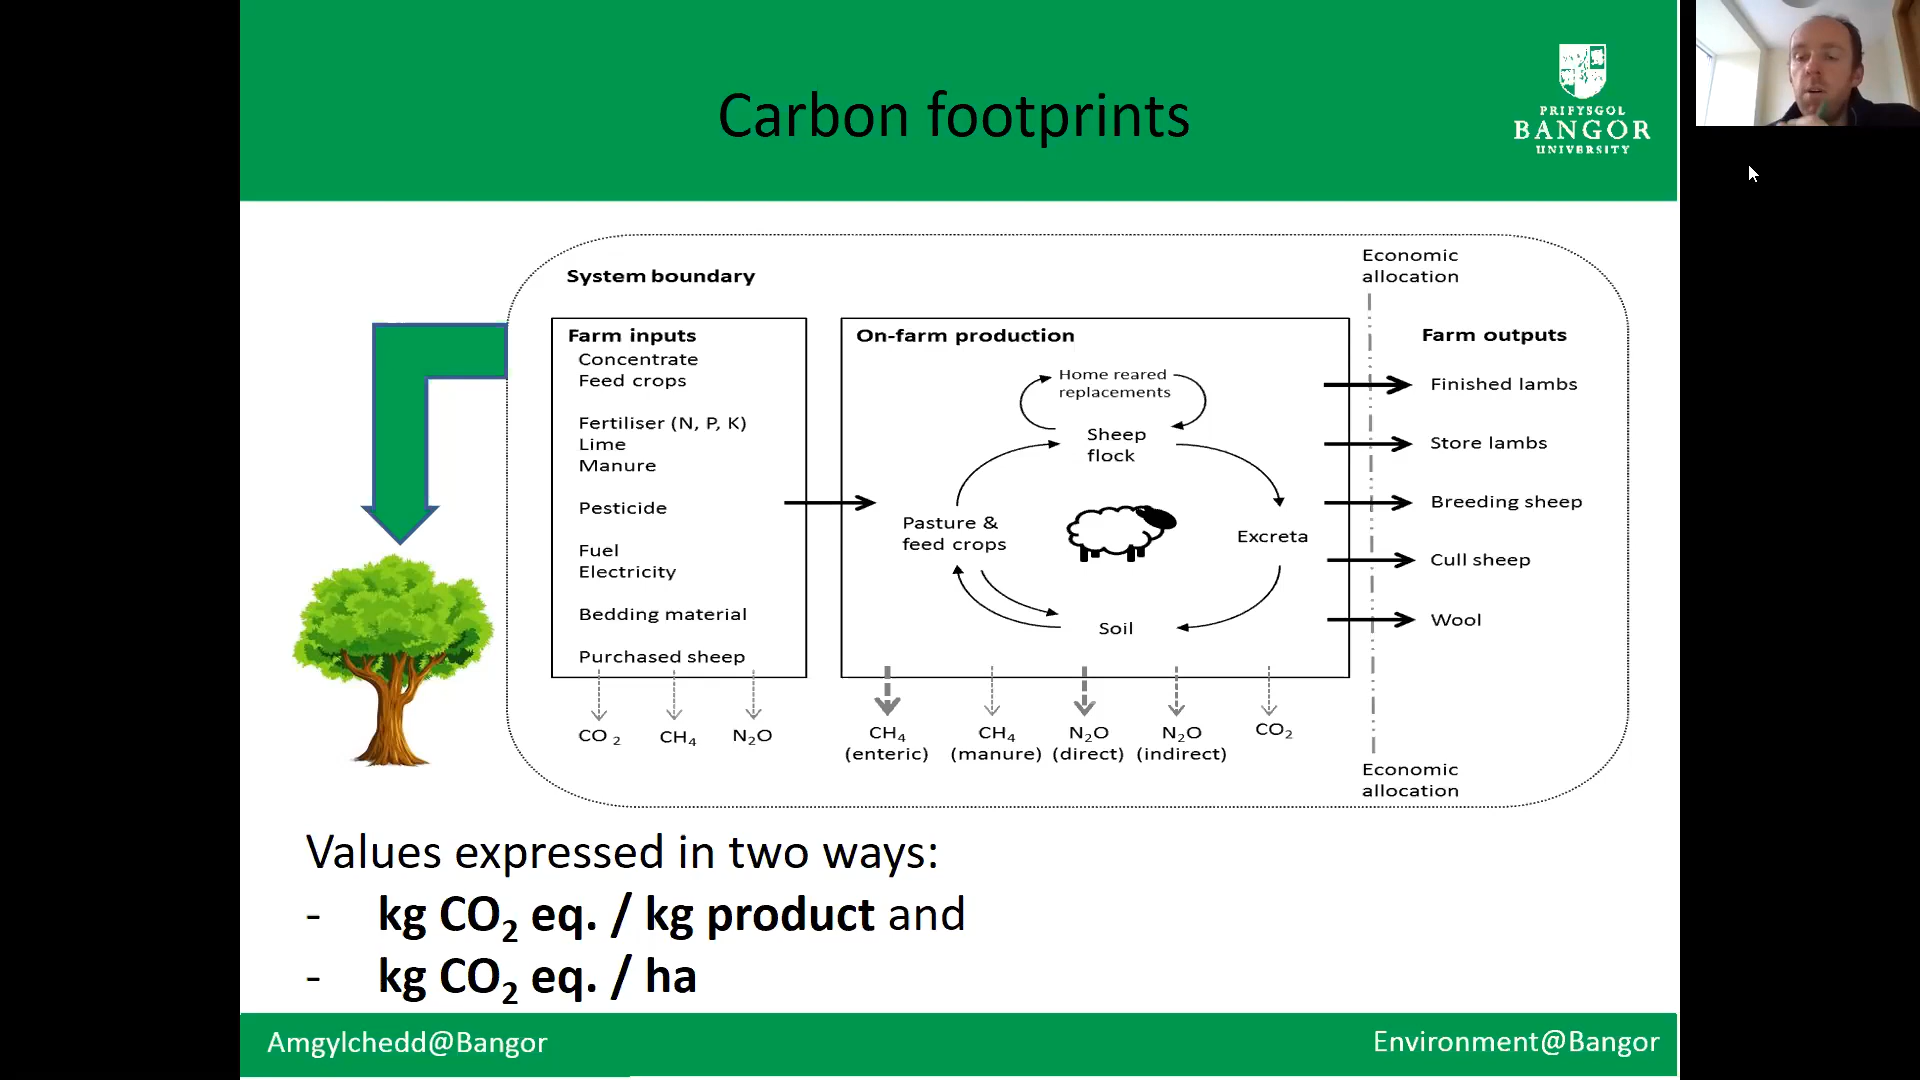 Carbon footprints
PRIFYSGOL
BANGOR
UNIVERSITY
System boundary
Economic
allocation
Farm inputs
Concentrate
Feed crops
Fertiliser (N, P, K)
Lime
Manure
Pesticide
Fuel
Electricity
Bedding material
Purchased sheep
CO₂
CH₄
N₂O
On-farm production
Home reared
replacements
Sheep
flock
Pasture &
feed crops
Excreta
Soil
CH₄
(enteric)
CH₄
(manure)
N₂O
(direct)
N₂O
(indirect)
CO₂
Farm outputs
Finished lambs
Store lambs
Breeding sheep
Cull sheep
Wool
Economic
allocation
Values expressed in two ways:
- kg CO₂ eq. / kg product and
- kg CO₂ eq. / ha
Amgylchedd@Bangor
Environment@Bangor